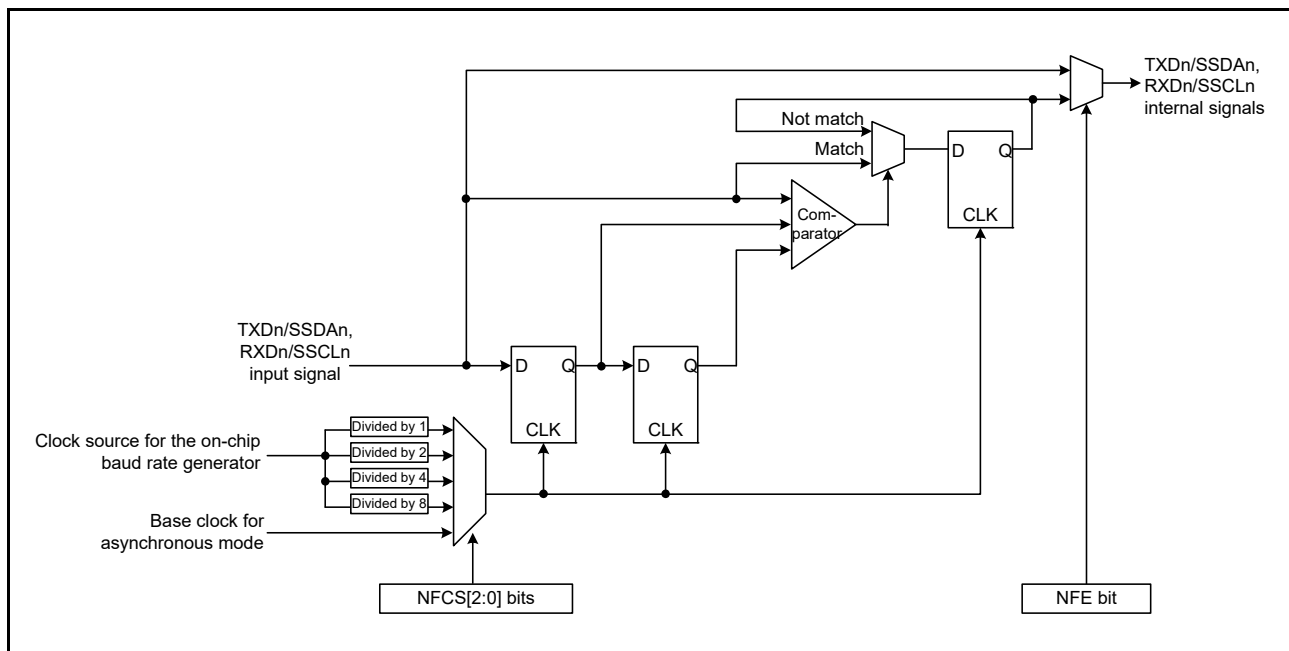 TXDn/SSDAn,
RXDn/SSCLn
internal signals
Not match
Match
D
Q
CLK
Com-
parator
TXDn/SSDAn,
RXDn/SSCLn
input signal
D
Q
CLK
D
Q
CLK
Clock source for the on-chip
baud rate generator
Divided by 1
Divided by 2
Divided by 4
Divided by 8
Base clock for
asynchronous mode
NFCS[2:0] bits
NFE bit